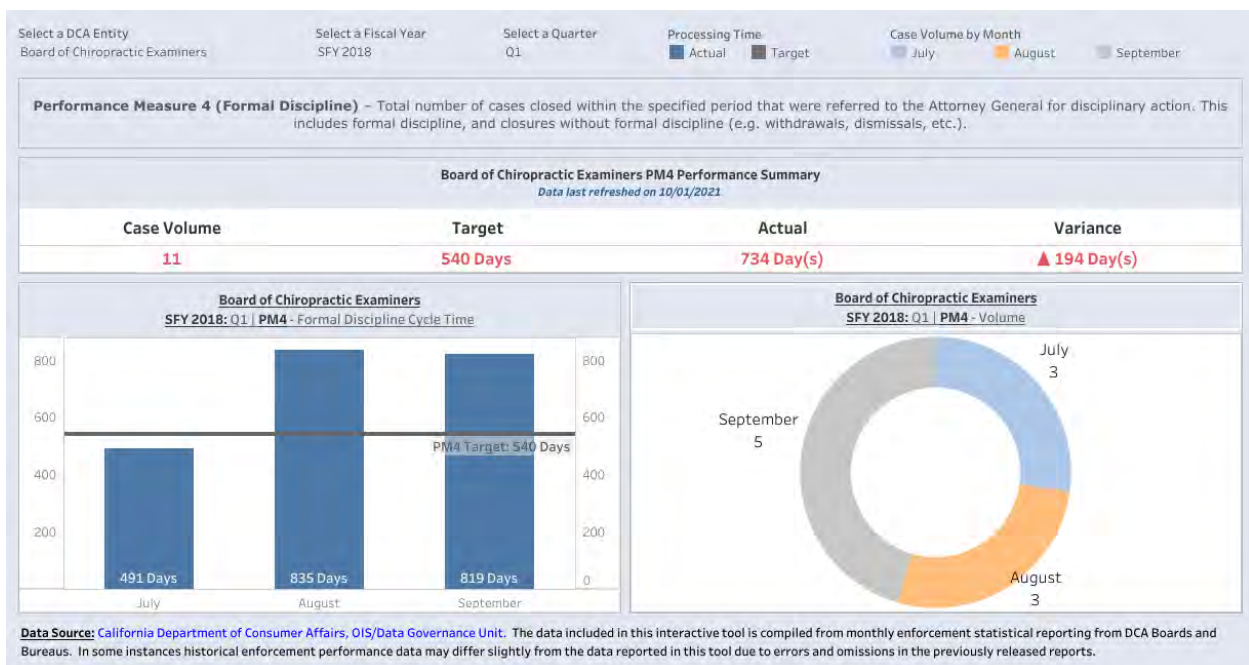 Select a DCA Entity
Board of Chiropractic Examiners
Select a Fiscal Year
SFY 2018
Select a Quarter
Q1
Processing Time
Actual
Target
Case Volume by Month
July
August
September
Performance Measure 4 (Formal Discipline) – Total number of cases closed within the specified period that were referred to the Attorney General for disciplinary action. This
includes formal discipline, and closures without formal discipline (e.g. withdrawals, dismissals, etc.).
Board of Chiropractic Examiners PM4 Performance Summary
Data last refreshed on 10/01/2021
Case Volume Target Actual Variance
11 540 Days 734 Day(s) ▲ 194 Day(s)
Board of Chiropractic Examiners
SFY 2018: Q1 | PM4 - Formal Discipline Cycle Time
800 800
600 600
PM4 Target: 540 Days
400 400
200 200
491 Days 835 Days 819 Days 0
July August September
Board of Chiropractic Examiners
SFY 2018: Q1 | PM4 - Volume
July
3
September
5
August
3
Data Source: California Department of Consumer Affairs, OIS/Data Governance Unit. The data included in this interactive tool is compiled from monthly enforcement statistical reporting from DCA Boards and
Bureaus. In some instances historical enforcement performance data may differ slightly from the data reported in this tool due to errors and omissions in the previously released reports.